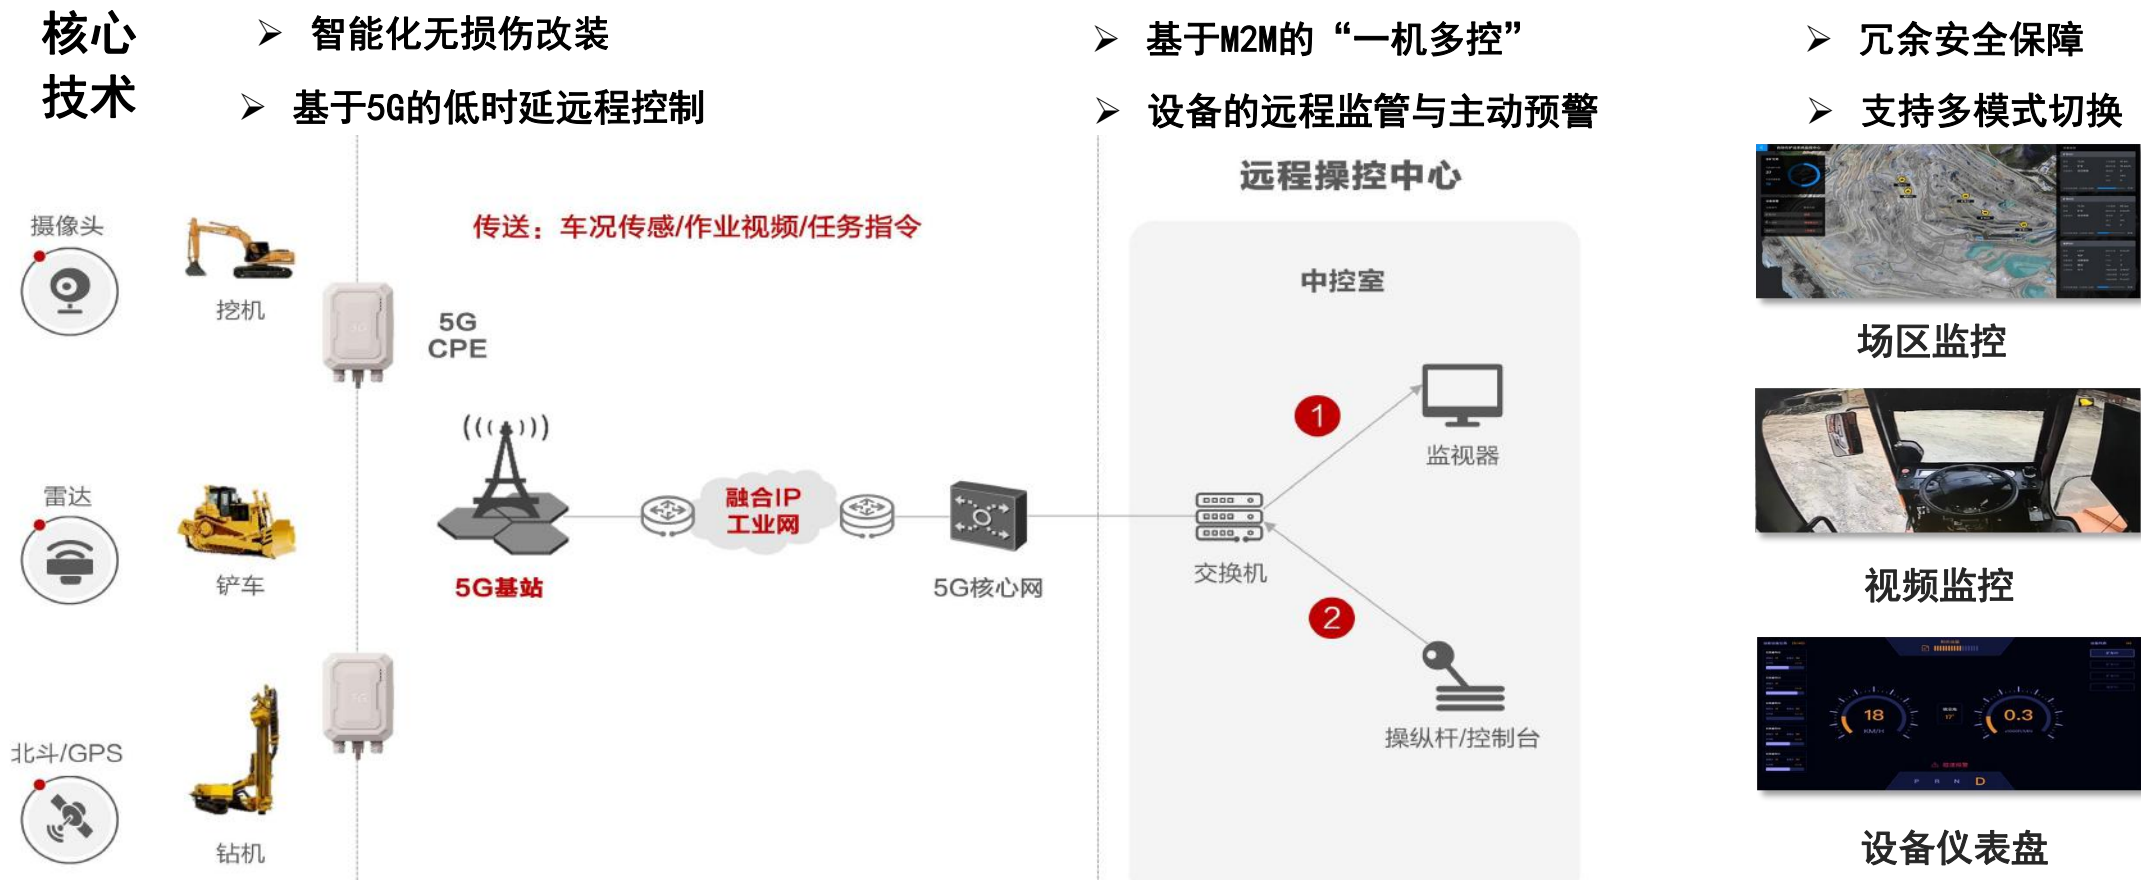 核心
技术
智能化无损伤改装
基于5G的低时延远程控制
基于M2M的“一机多控”
设备的远程监管与主动预警
冗余安全保障
支持多模式切换
摄像头
挖机
雷达
铲车
北斗/GPS
钻机
传送：车况传感/作业视频/任务指令
5G
CPE
5G基站
融合IP
工业网
5G核心网
远程操控中心
中控室
1
监视器
交换机
2
操纵杆/控制台
场区监控
视频监控
18
KM/H
17°
0.3
P R N D
设备仪表盘